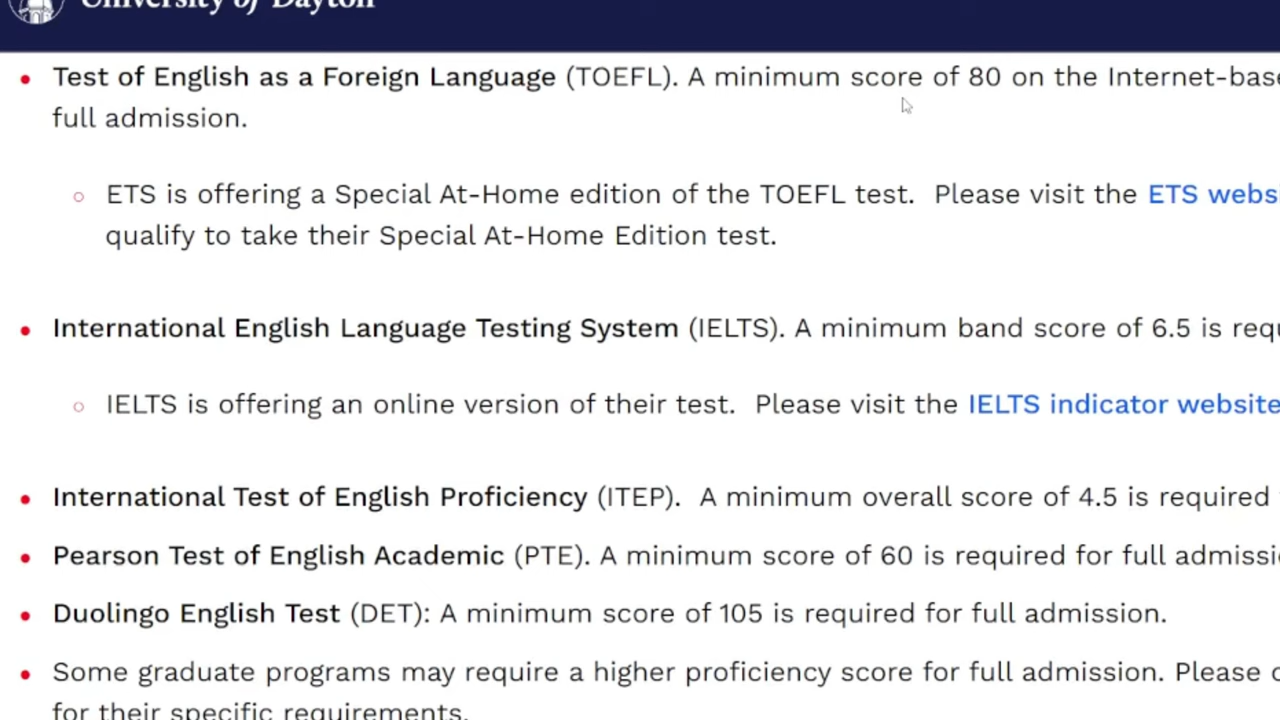 University of Dayton
Test of English as a Foreign Language (TOEFL). A minimum score of 80 on the Internet-base
full admission.
ETS is offering a Special At-Home edition of the TOEFL test. Please visit the ETS webs
qualify to take their Special At-Home Edition test.
International English Language Testing System (IELTS). A minimum band score of 6.5 is requ
IELTS is offering an online version of their test. Please visit the IELTS indicator website
International Test of English Proficiency (ITEP). A minimum overall score of 4.5 is required
Pearson Test of English Academic (PTE). A minimum score of 60 is required for full admissi
Duolingo English Test (DET): A minimum score of 105 is required for full admission.
Some graduate programs may require a higher proficiency score for full admission. Please c
for their specific requirements.